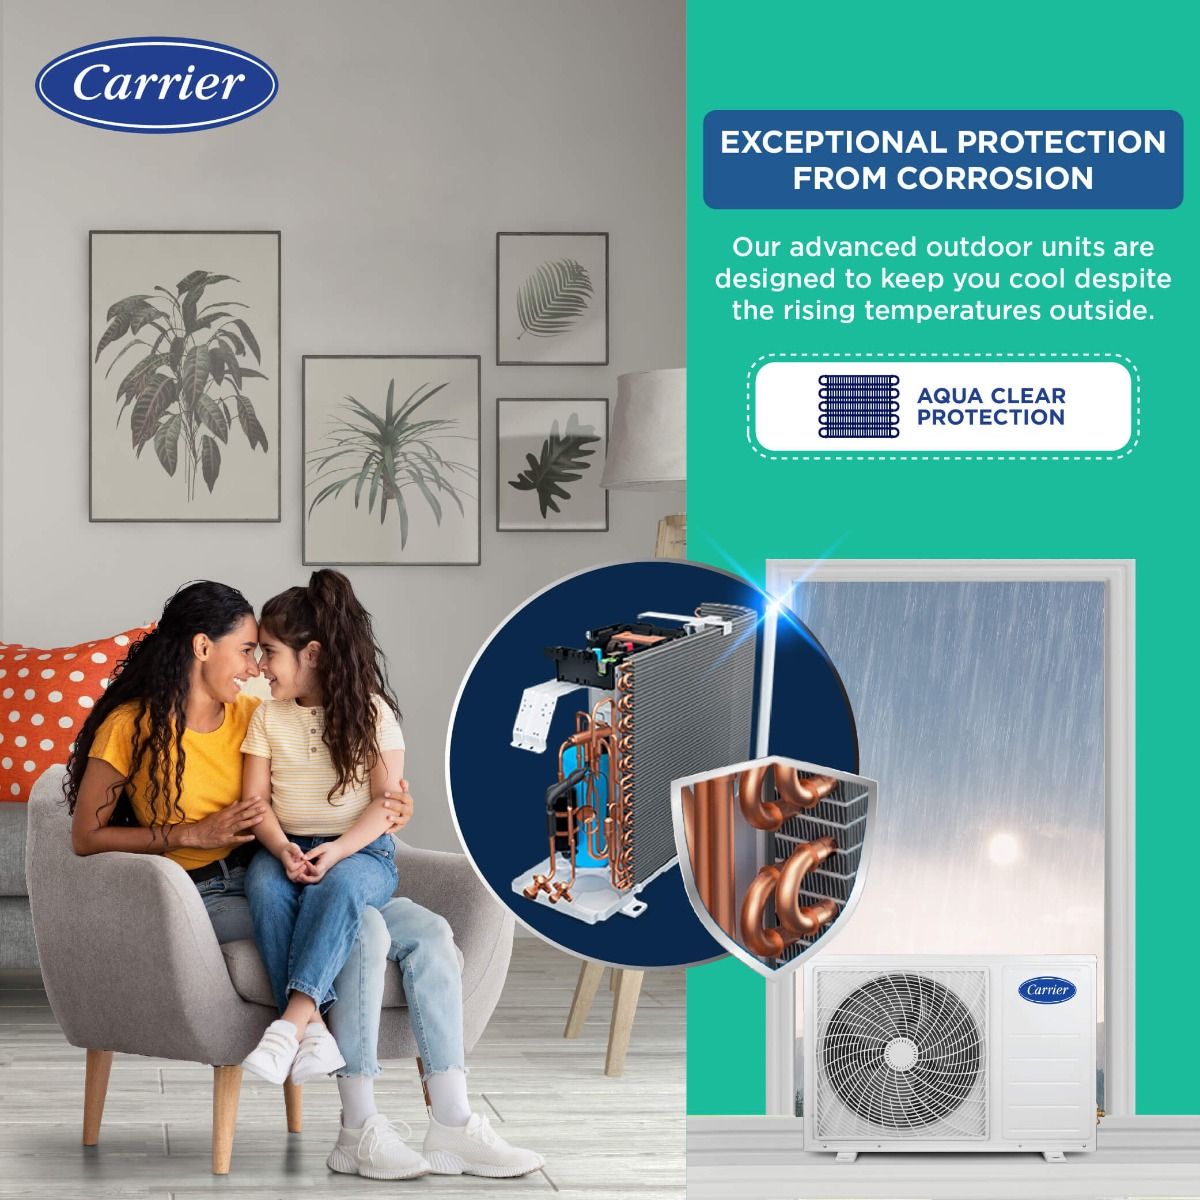 Carrier
EXCEPTIONAL PROTECTION
FROM CORROSION
Our advanced outdoor units are
designed to keep you cool despite
the rising temperatures outside.
AQUA CLEAR
PROTECTION
Carrier